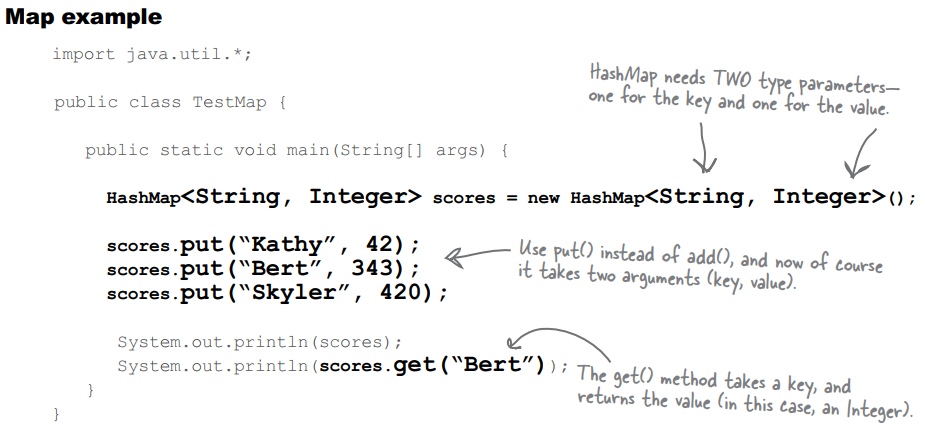 Map example
import java.util.*;
HashMap needs TWO type parameters—
one for the key and one for the value.
public class TestMap {
public static void main(String[] args) {
HashMap<String, Integer> scores = new HashMap<String, Integer>();
scores.put(“Kathy”, 42);
scores.put(“Bert”, 343);
scores.put(“Skyler”, 420);
Use put() instead of add(), and now of course
it takes two arguments (key, value).
System.out.println(scores);
System.out.println(scores.get(“Bert”));
The get() method takes a key, and
returns the value (in this case, an Integer).
}
}